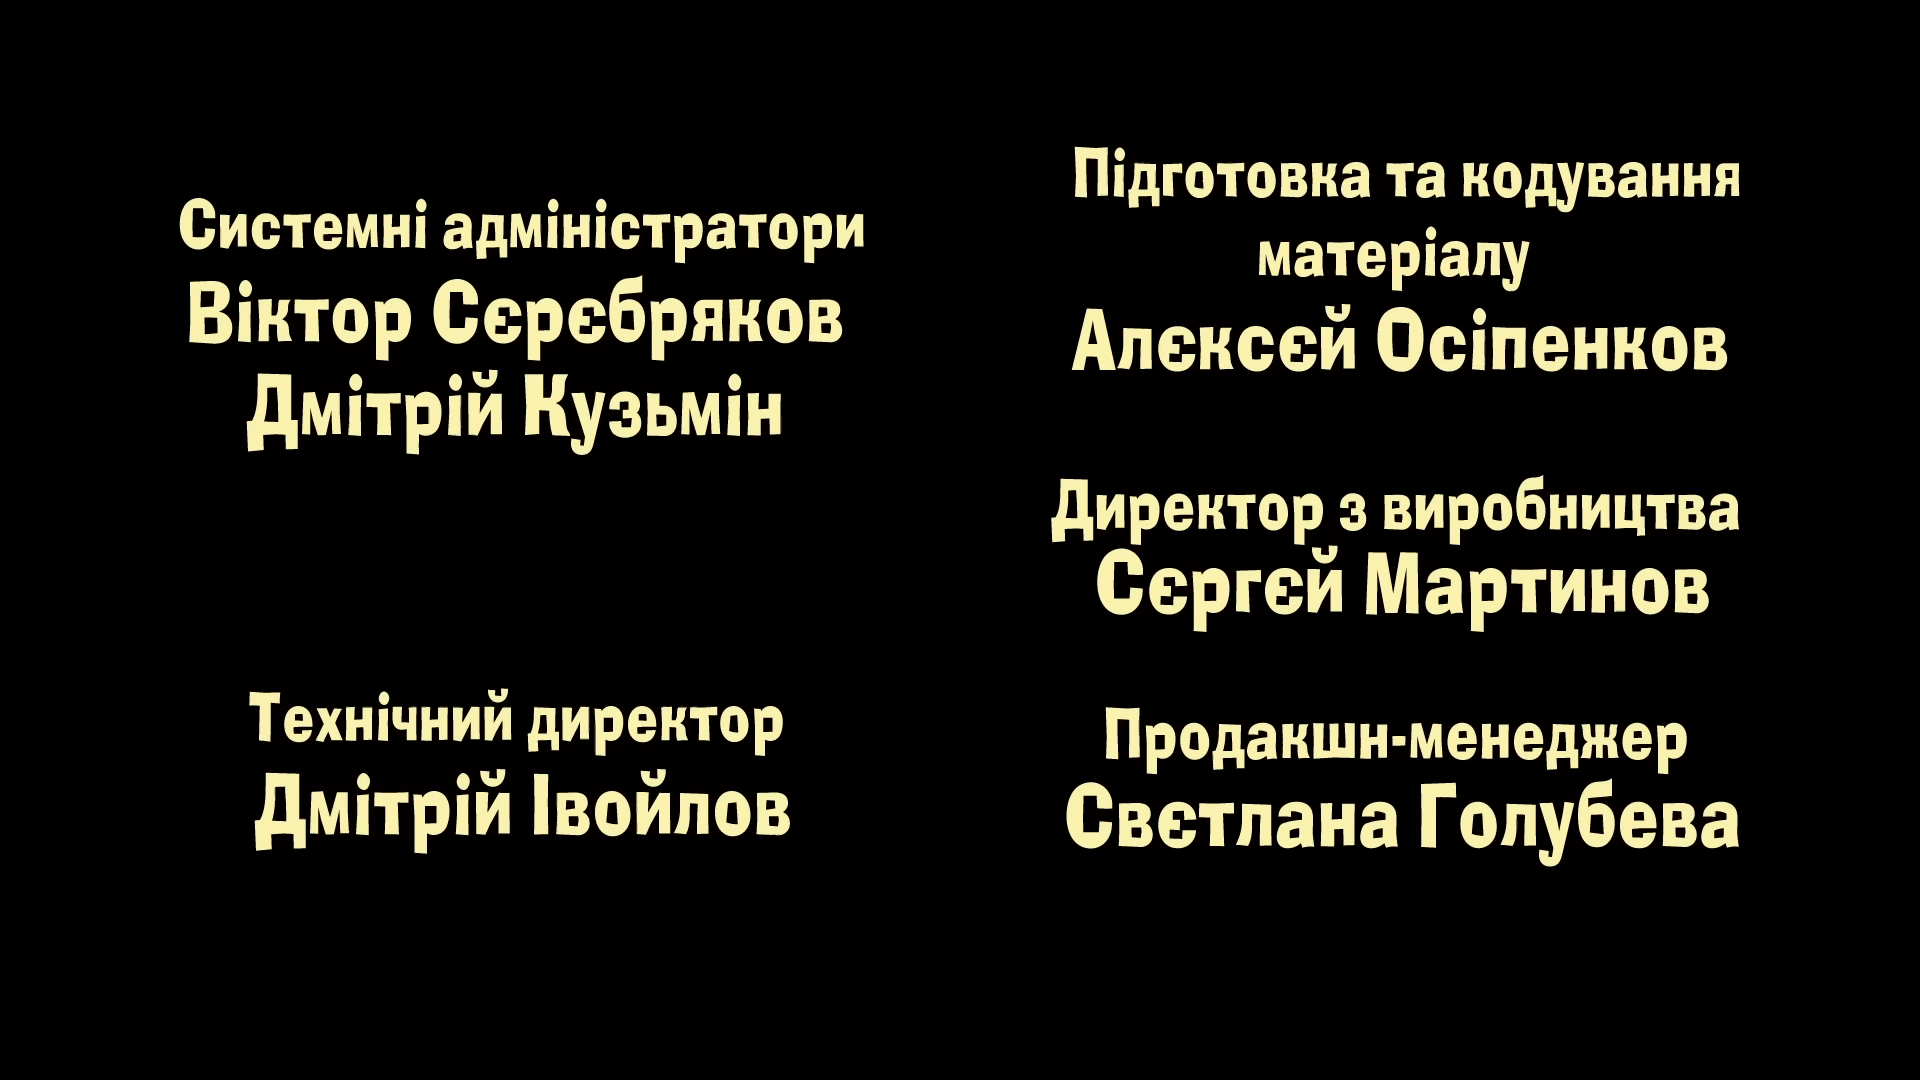 Системні адміністратори
Віктор Сєрєбряков
Дмітрій Кузьмін
Технічний директор
Дмітрій Івойлов
Підготовка та кодування
матеріалу
Алєксєй Осіпенков
Директор з виробництва
Сєргєй Мартинов
Продакшн-менеджер
Свєтлана Голубева